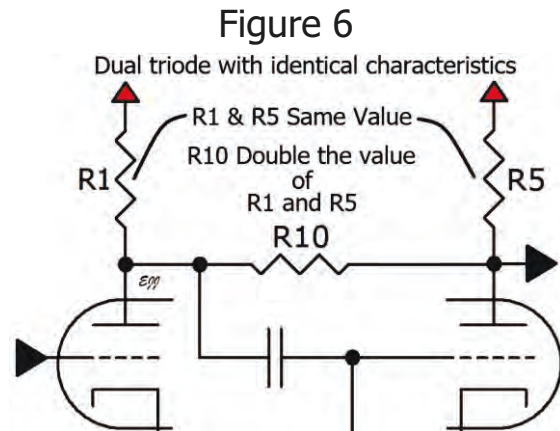 Figure 6
Dual triode with identical characteristics
R1 & R5 Same Value
R1
R10 Double the value
of
R1 and R5
R5
R10